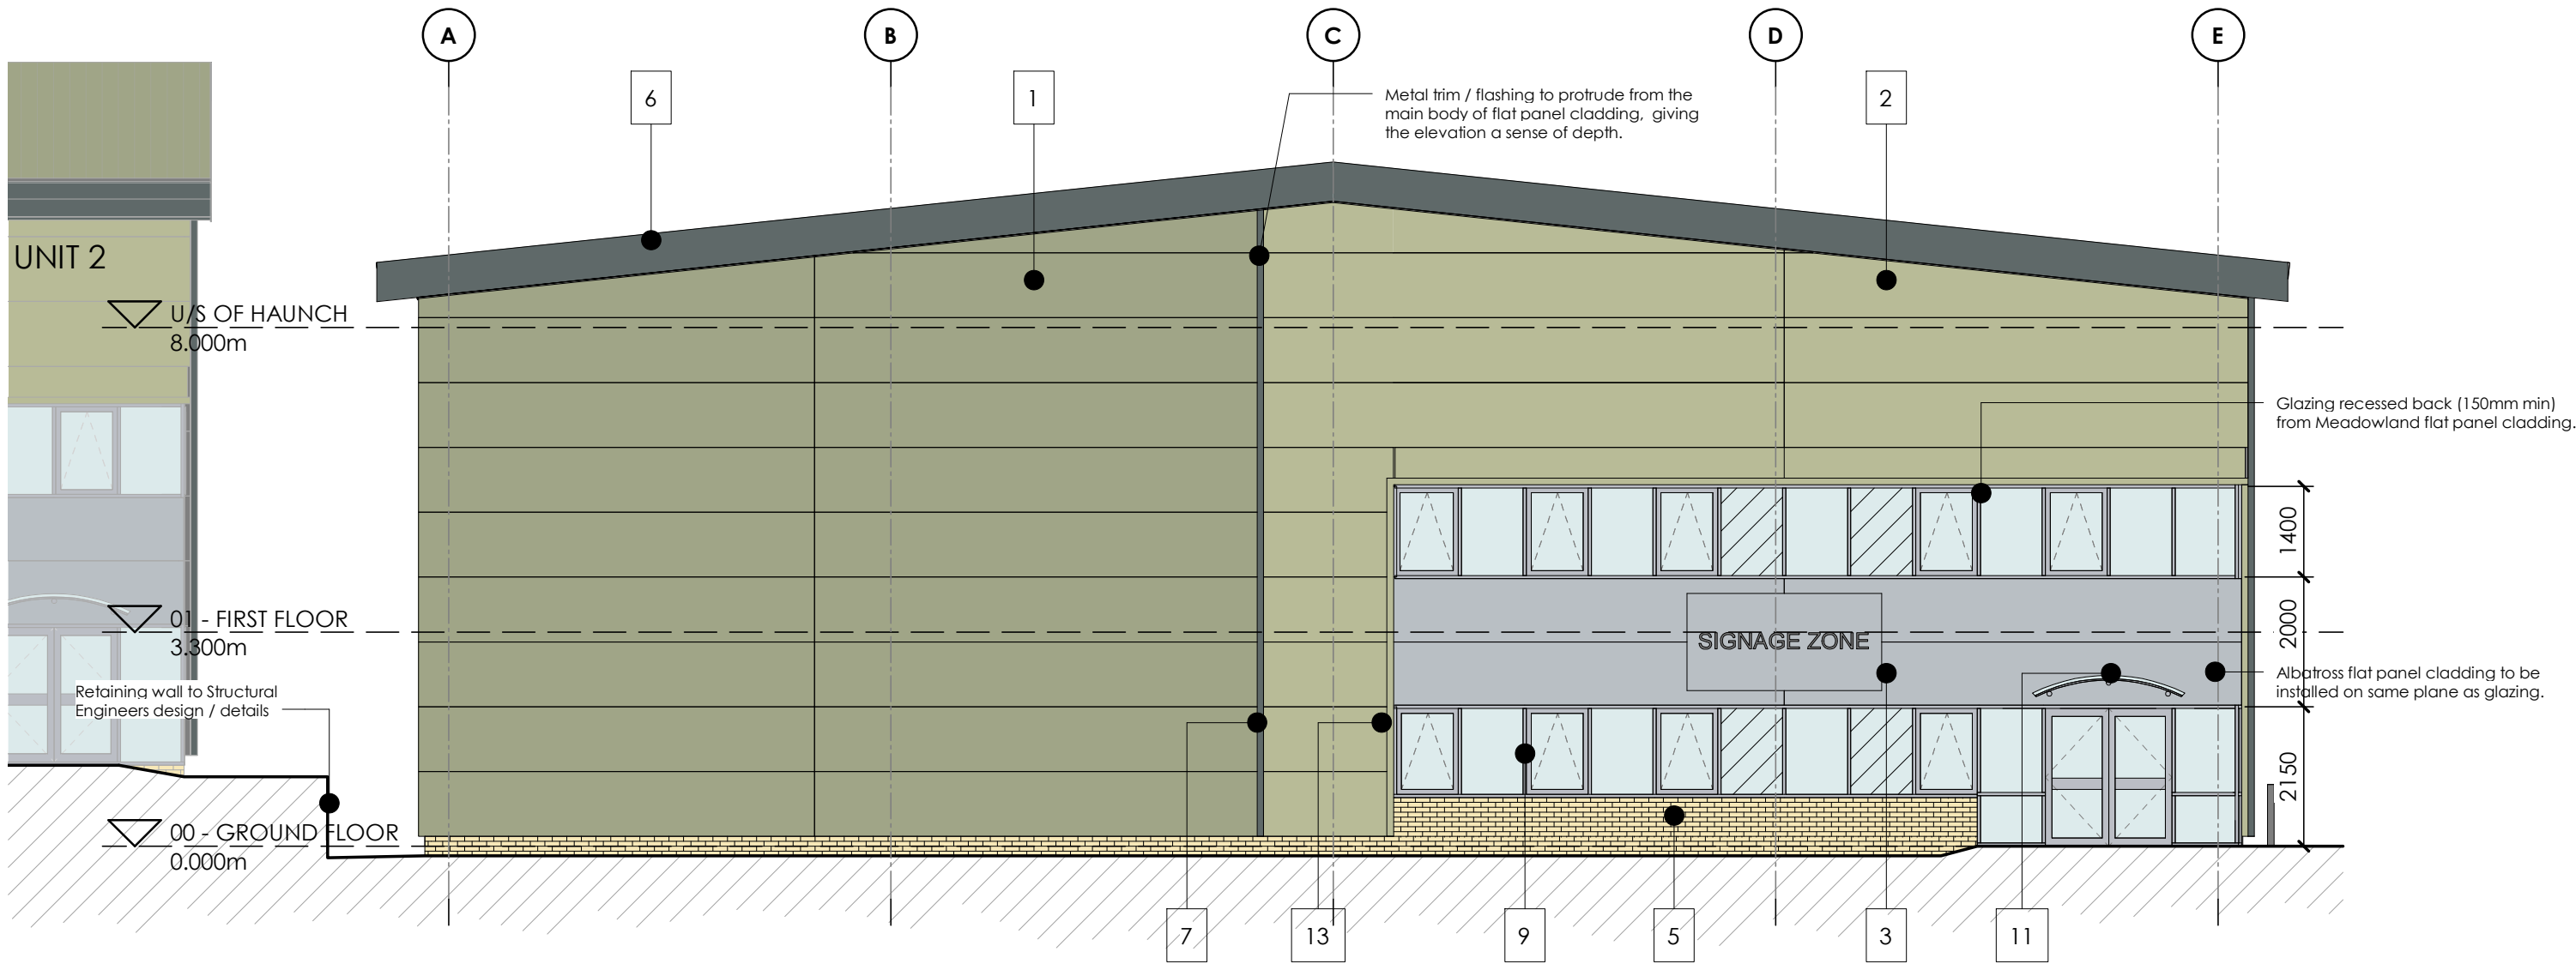 A
B
C
D
E
6
1
2
Metal trim / flashing to protrude from the
main body of flat panel cladding, giving
the elevation a sense of depth.
UNIT 2
U/S OF HAUNCH
8.000m
Glazing recessed back (150mm min)
from Meadowland flat panel cladding.
1400
01 - FIRST FLOOR
3.300m
SIGNAGE ZONE
2000
Albatross flat panel cladding to be
installed on same plane as glazing.
Retaining wall to Structural
Engineers design / details
2150
00 - GROUND FLOOR
0.000m
7
13
9
5
3
11